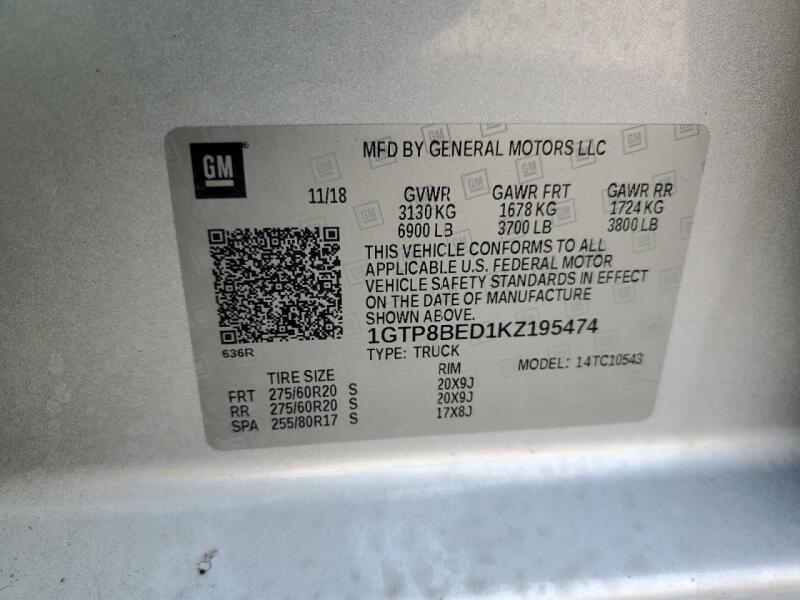 GM
MFD BY GENERAL MOTORS LLC
11/18
GVWR GAWR FRT GAWR RR
3130 KG 1678 KG 1724 KG
6900 LB 3700 LB 3800 LB
THIS VEHICLE CONFORMS TO ALL
APPLICABLE U.S. FEDERAL MOTOR
VEHICLE SAFETY STANDARDS IN EFFECT
ON THE DATE OF MANUFACTURE
SHOWN ABOVE.
1GTP8BED1KZ195474
636R
TYPE: TRUCK MODEL: 14TC10543
TIRE SIZE RIM
FRT 275/60R20 S 20X9J
RR 275/60R20 S 20X9J
SPA 255/80R17 S 17X8J